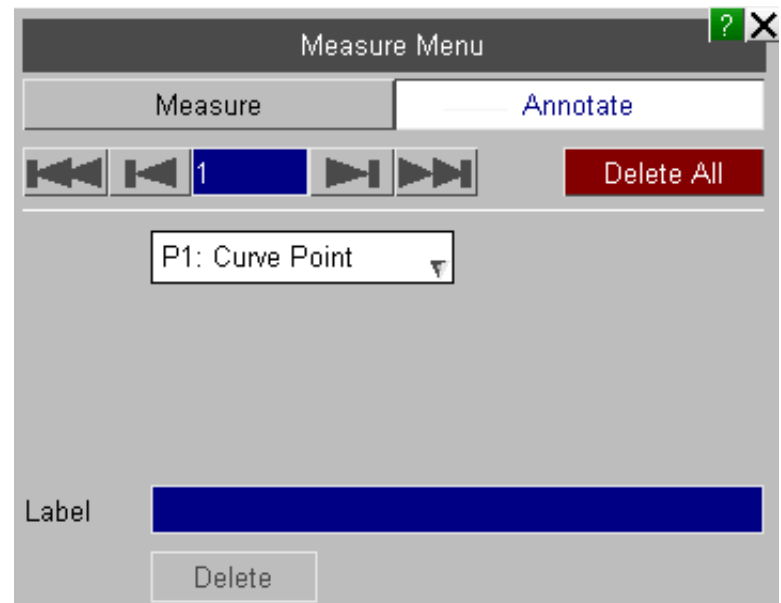 ?
Measure Menu
Measure
Annotate
1
Delete All
P1: Curve Point
Label
Delete